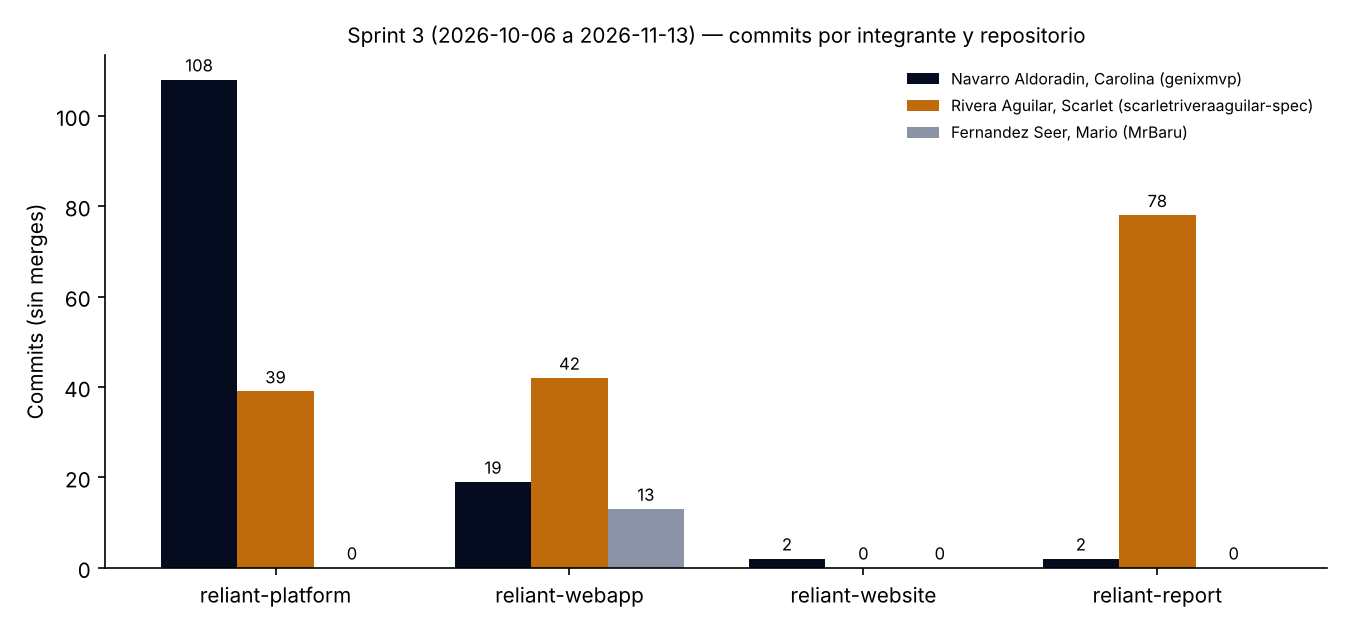 Sprint 3 (2026-10-06 a 2026-11-13) — commits por integrante y repositorio
Navarro Aldoradin, Carolina (genixmvp)
Rivera Aguilar, Scarlet (scarletriveraaguilar-spec)
Fernandez Seer, Mario (MrBaru)
Commits (sin merges)
100
80
60
40
20
0
108
39
0
19
42
13
2
0
0
2
78
0
reliant-platform
reliant-webapp
reliant-website
reliant-report